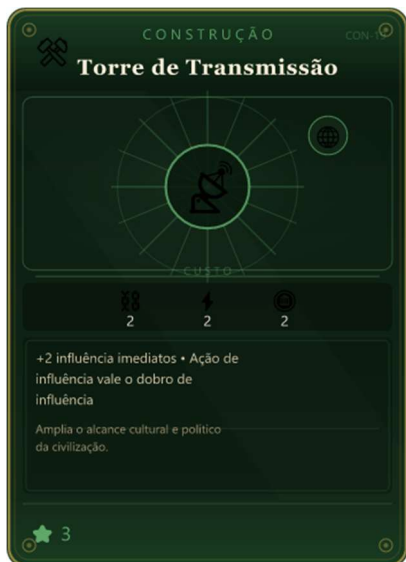 CONSTRUÇÃO
Torre de Transmissão
CUSTO
2 2 2
+2 influência imediatos • Ação de
influência vale o dobro de
influência
Amplia o alcance cultural e político
da civilização.
3